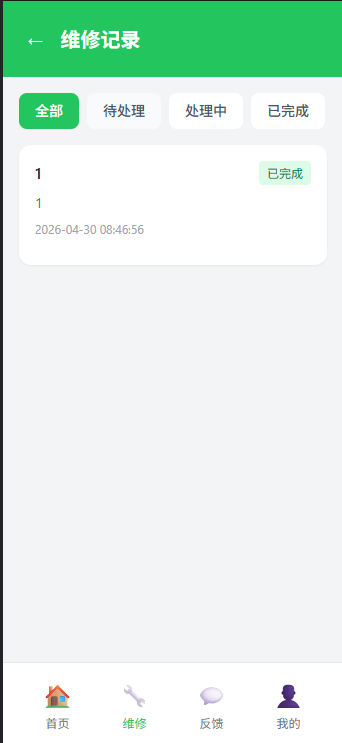 ← 维修记录
全部 待处理 处理中 已完成
1 已完成
1
2026-04-30 08:46:56
首页 维修 反馈 我的